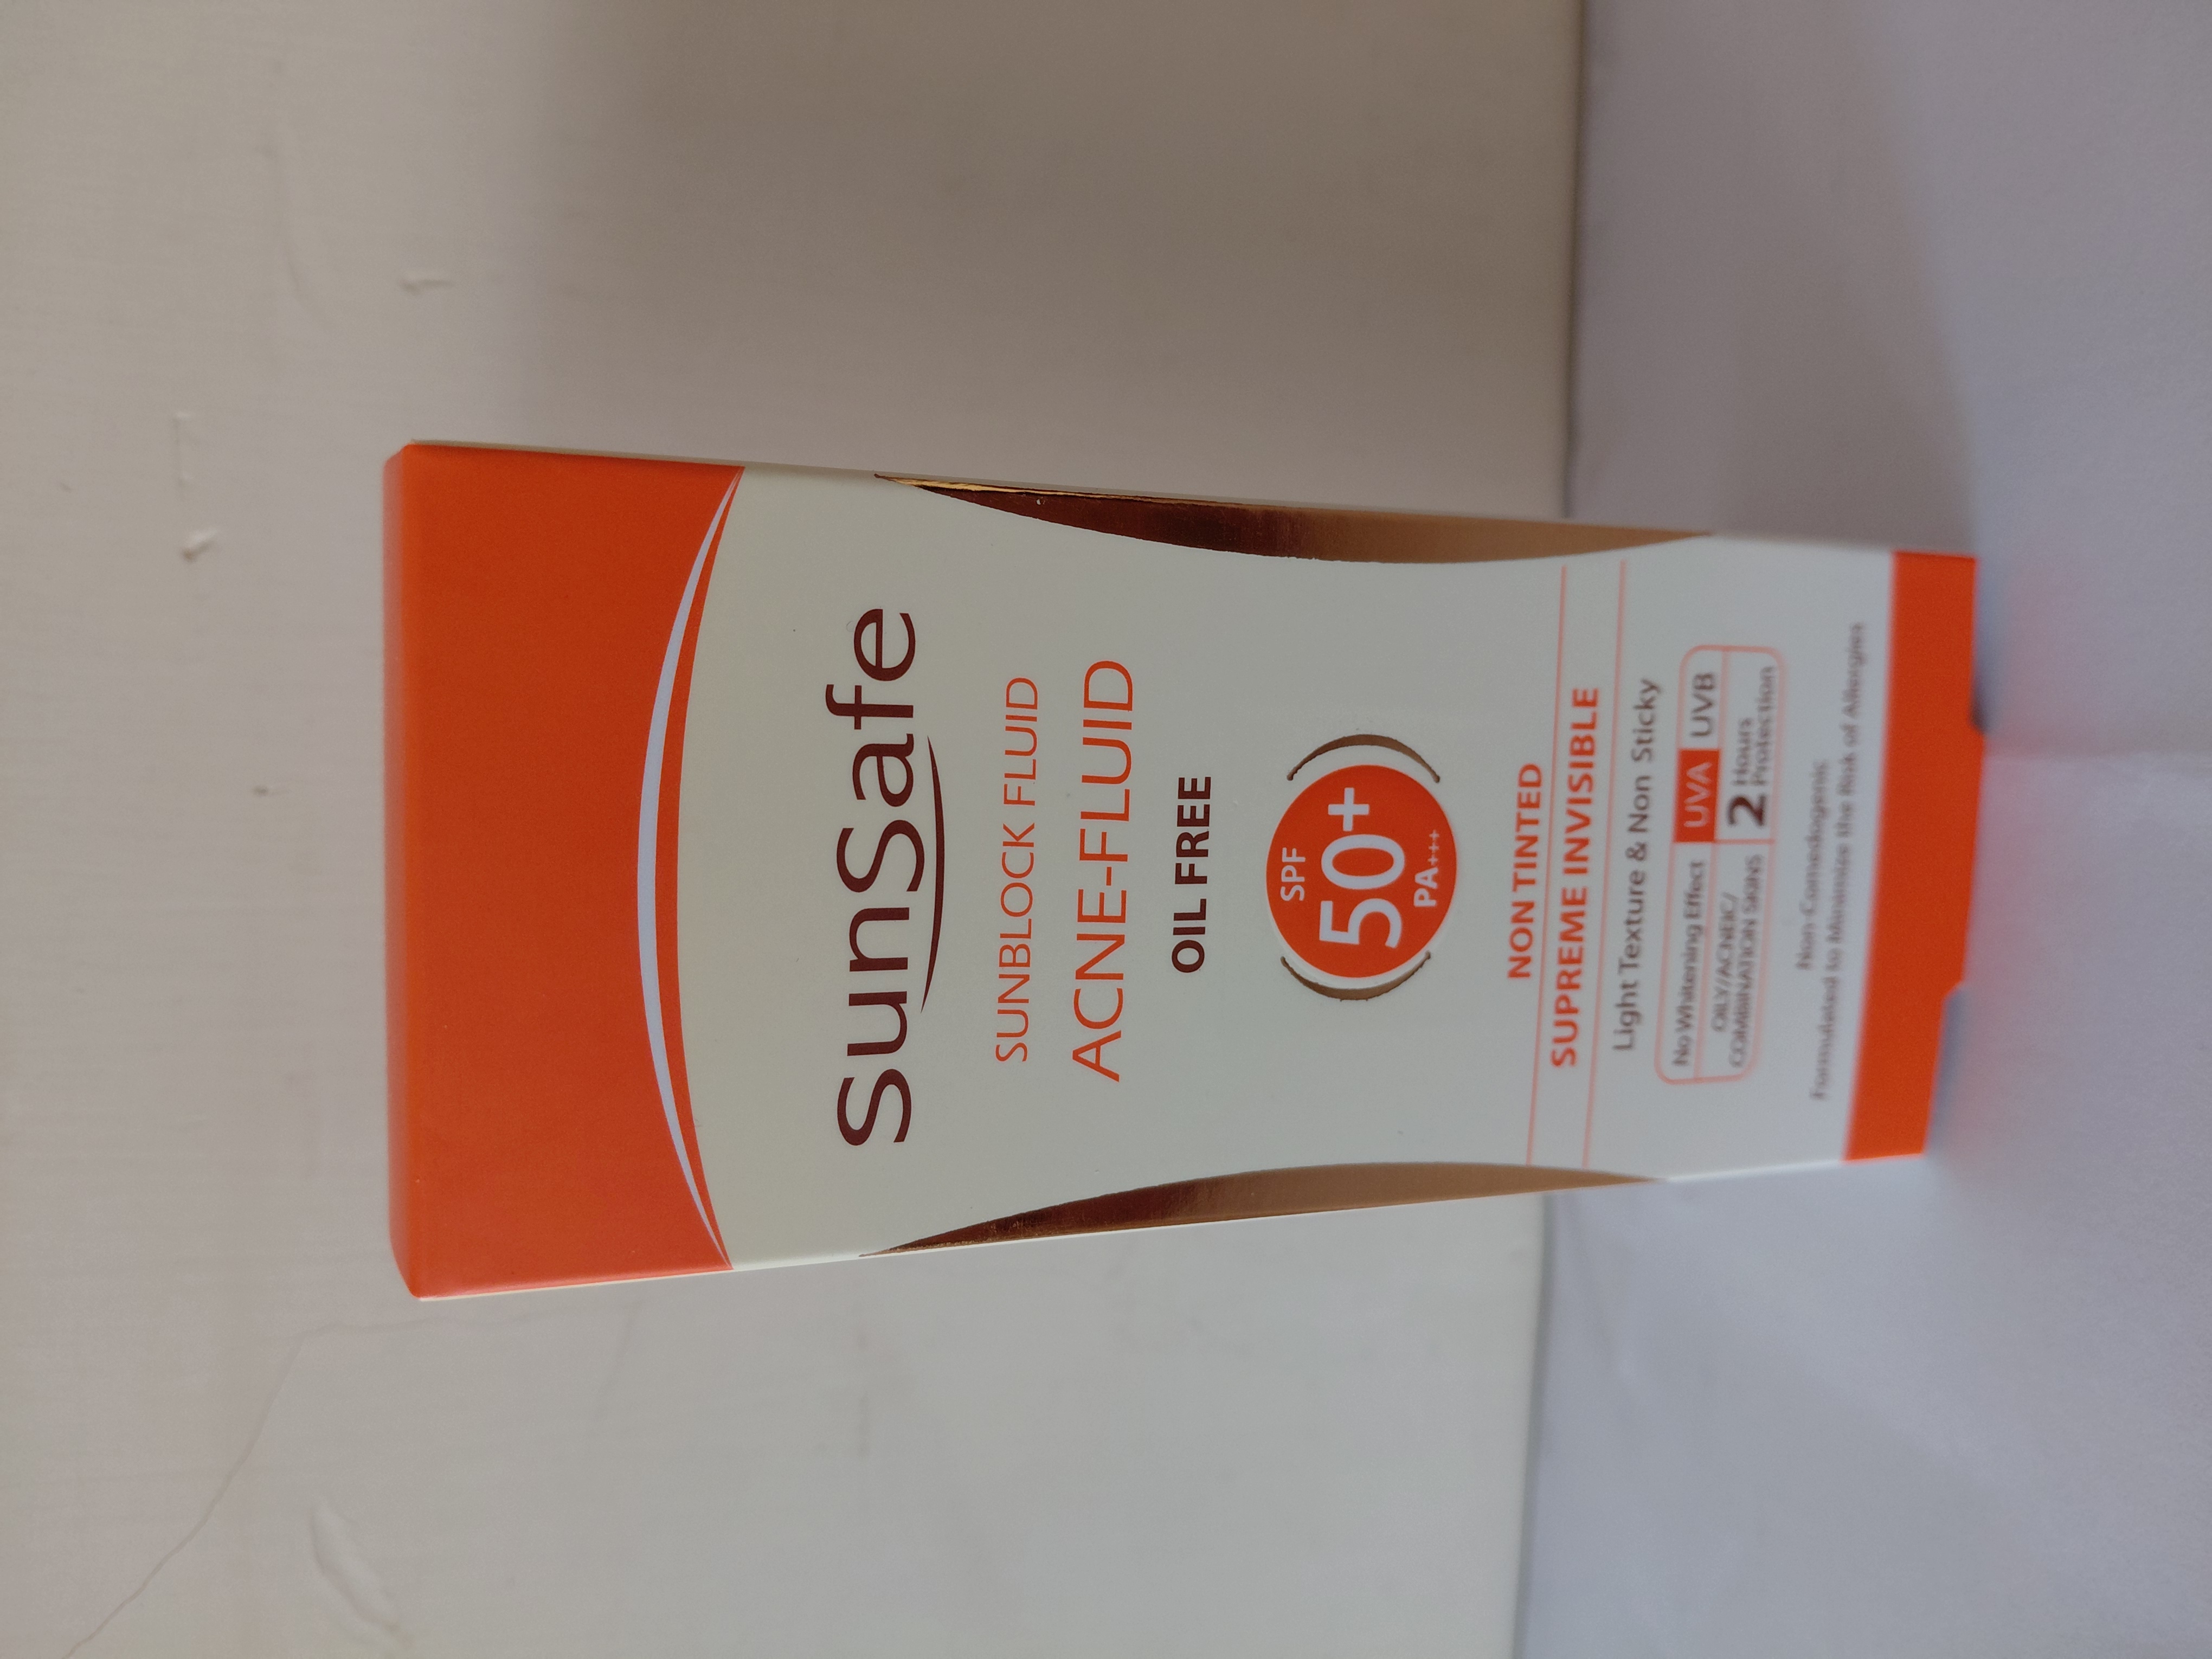 SunSafe
SUNBLOCK FLUID
ACNE-FLUID
OIL FREE
SPF
50+
PA+++
NON TINTED
SUPREME INVISIBLE
Light Texture & Non Sticky
No Whitening Effect
UVA UVB
OILY/ACNEIC/
COMBINATION SKINS
2 Hours
Protection
Non-Comedogenic
Formulated to Minimize the Risk of Allergies